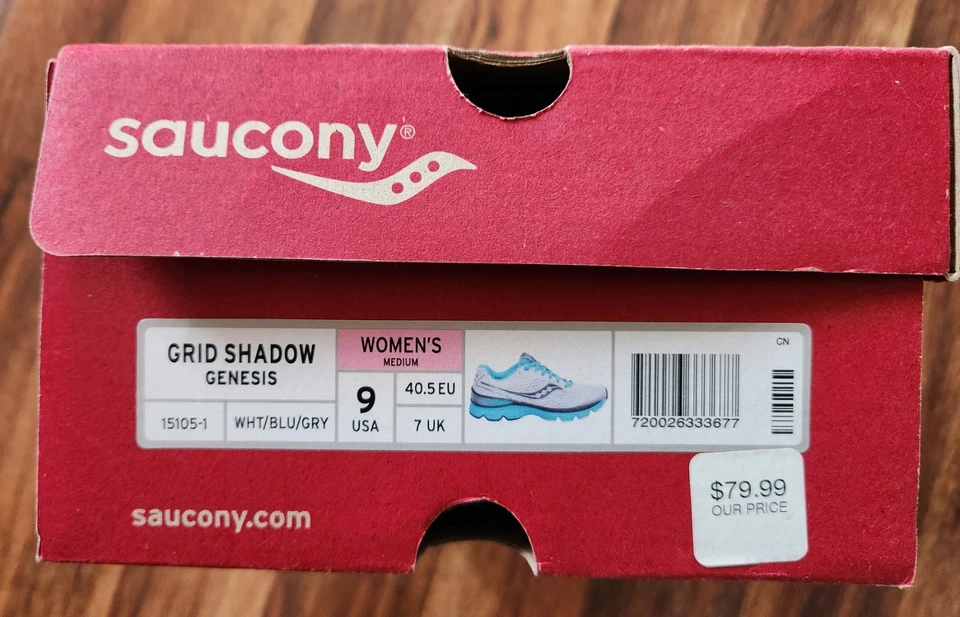 saucony®
GRID SHADOW
GENESIS
15105-1
WHT/BLU/GRY
WOMEN'S
MEDIUM
9
USA
40.5 EU
7 UK
720026333677
CN
$79.99
OUR PRICE
saucony.com